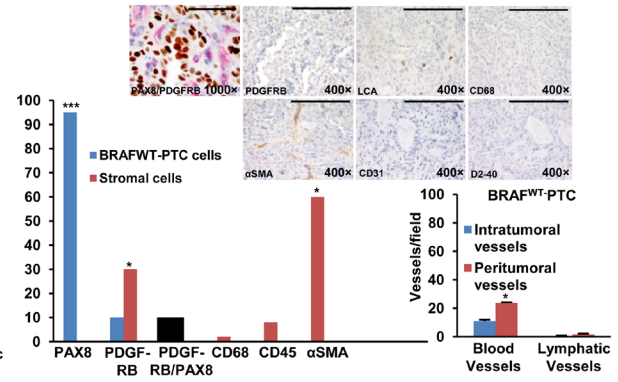 PAX8/PDGFRB 1000×
PDGFRB 400×
LCA 400×
CD68 400×
αSMA 400×
CD31 400×
D2-40 400×
100
90
80
70
60
50
40
30
20
10
0
***
*
*
BRAFWT-PTC cells
Stromal cells
PAX8
PDGF-
RB
PDGF-
RB/PAX8
CD68
CD45
αSMA
c
BRAFWT-PTC
Vessels/field
100
80
60
40
20
0
Intratumoral
vessels
Peritumoral
vessels
*
Blood
Vessels
Lymphatic
Vessels